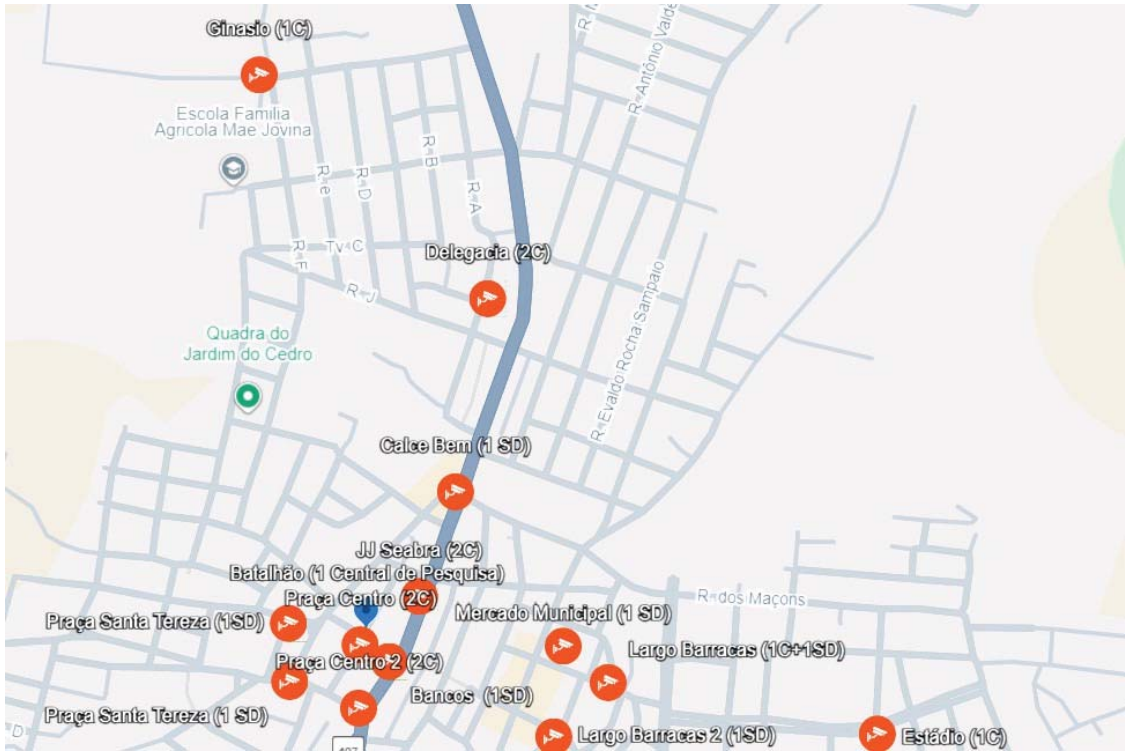 Ginasio (1C)
Escola Familia
Agricola Mae Jovina
R. Antônio Valde
R. B
R. D
R. e
R. A
Tv. C
R. F
Delegacia (2C)
R. J
Quadra do
Jardim do Cedro
R. Evaldo Rocha Sampaio
Calce Bem (1 SD)
JJ Seabra (2C)
Batalhão (1 Central de Pesquisa)
Praça Centro (2C)
R. dos Maçons
Praça Santa Tereza (1SD)
Mercado Municipal (1 SD)
Largo Barracas (1C+1SD)
Praça Centro 2 (2C)
Bancos (1SD)
Praça Santa Tereza (1 SD)
Largo Barracas 2 (1SD)
Estádio (1C)
D